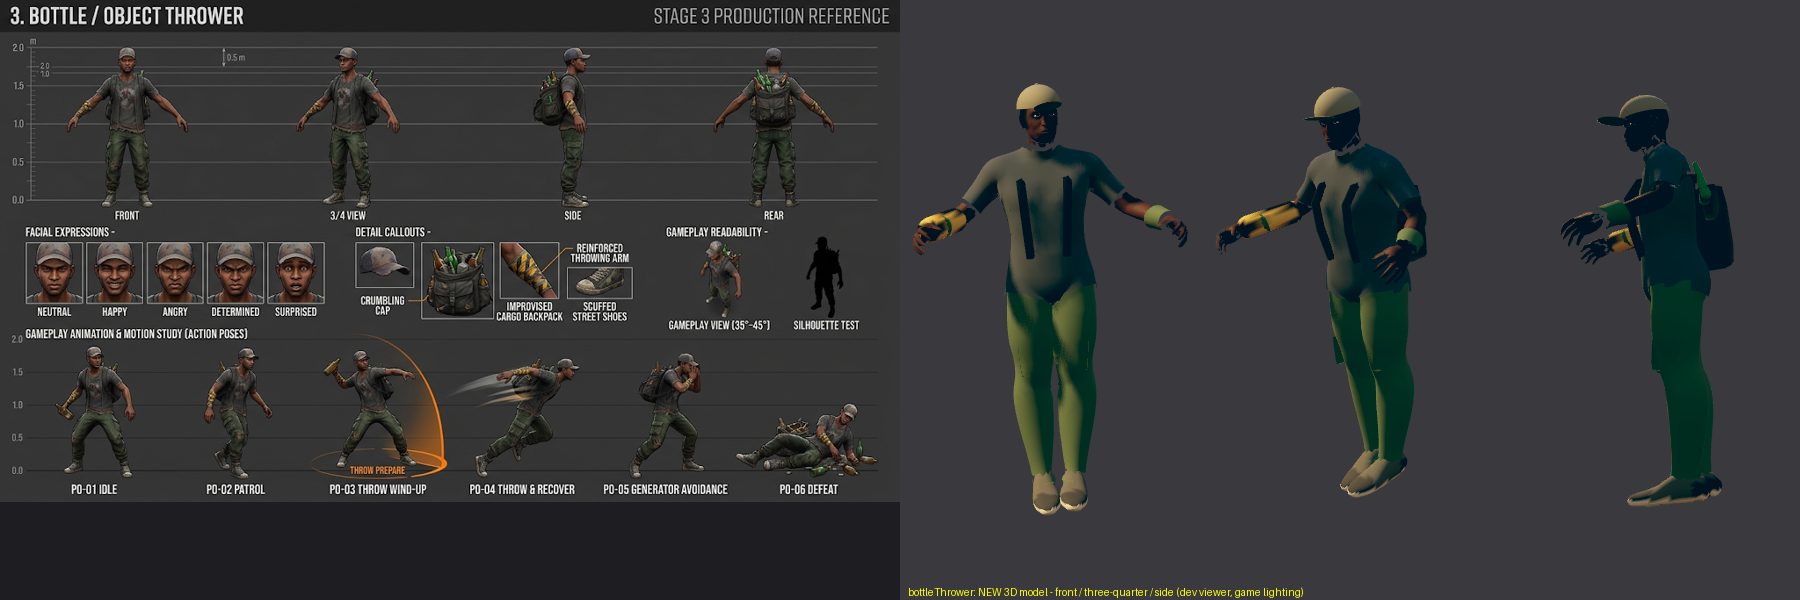 3. BOTTLE / OBJECT THROWER
STAGE 3 PRODUCTION REFERENCE
m
2.0
2.0
1.0
0.5 m
1.5
1.0
0.5
0.0
FRONT
3/4 VIEW
SIDE
REAR
FACIAL EXPRESSIONS -
DETAIL CALLOUTS -
GAMEPLAY READABILITY -
REINFORCED
THROWING ARM
CRUMBLING
CAP
IMPROVISED
CARGO BACKPACK
SCUFFED
STREET SHOES
NEUTRAL
HAPPY
ANGRY
DETERMINED
SURPRISED
GAMEPLAY VIEW (35°-45°)
SILHOUETTE TEST
GAMEPLAY ANIMATION & MOTION STUDY (ACTION POSES)
2.0
1.5
1.0
0.5
0.0
THROW PREPARE
PO-01 IDLE
PO-02 PATROL
PO-03 THROW WIND-UP
PO-04 THROW & RECOVER
PO-05 GENERATOR AVOIDANCE
PO-06 DEFEAT
bottleThrower: NEW 3D model - front / three-quarter / side (dev viewer, game lighting)